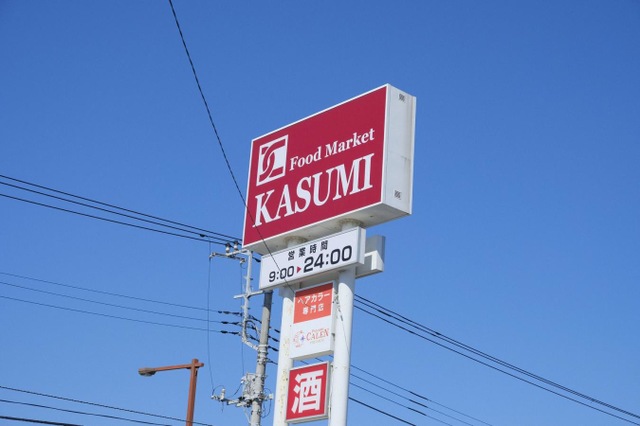 Food Market
KASUMI
営業時間
9:00▶24:00
ヘアカラー
専門店
CALEN
酒